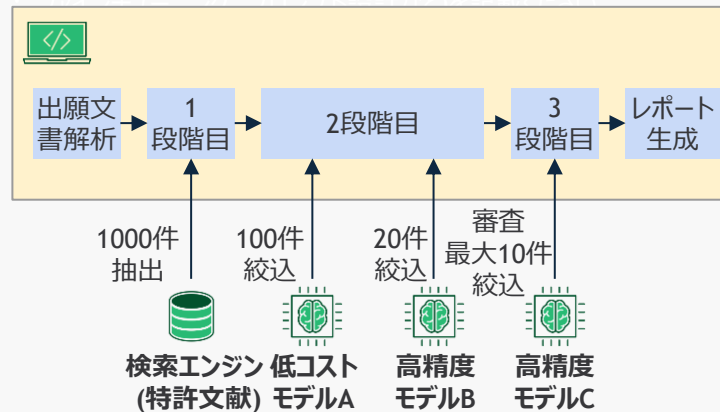 </>
出願文
書解析
1
段階目
2段階目
3
段階目
レポート
生成
1000件
抽出
100件
絞込
20件
絞込
審査
最大10件
絞込
検索エンジン
(特許文献)
低コスト
モデルA
高精度
モデルB
高精度
モデルC